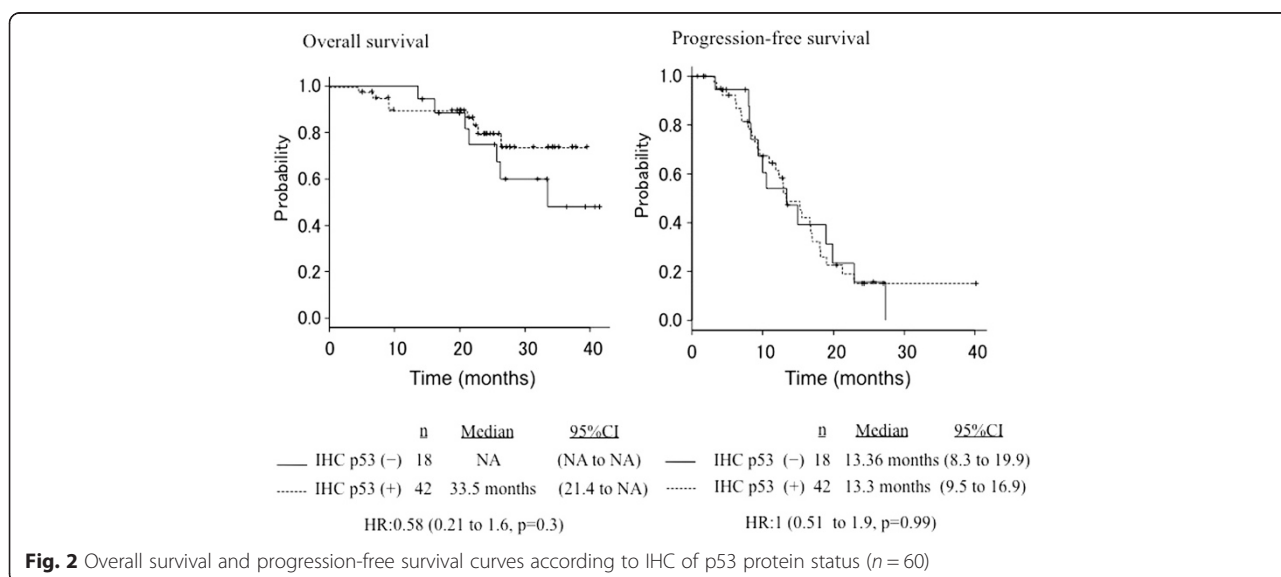 Overall survival
Probability
1.0
0.8
0.6
0.4
0.2
0.0
0 10 20 30 40
Time (months)
n Median 95%CI
IHC p53 (−) 18 NA (NA to NA)
IHC p53 (+) 42 33.5 months (21.4 to NA)
HR:0.58 (0.21 to 1.6, p=0.3)
Progression-free survival
Probability
1.0
0.8
0.6
0.4
0.2
0.0
0 10 20 30 40
Time (months)
n Median 95%CI
IHC p53 (−) 18 13.36 months (8.3 to 19.9)
IHC p53 (+) 42 13.3 months (9.5 to 16.9)
HR:1 (0.51 to 1.9, p=0.99)
Fig. 2 Overall survival and progression-free survival curves according to IHC of p53 protein status (n = 60)